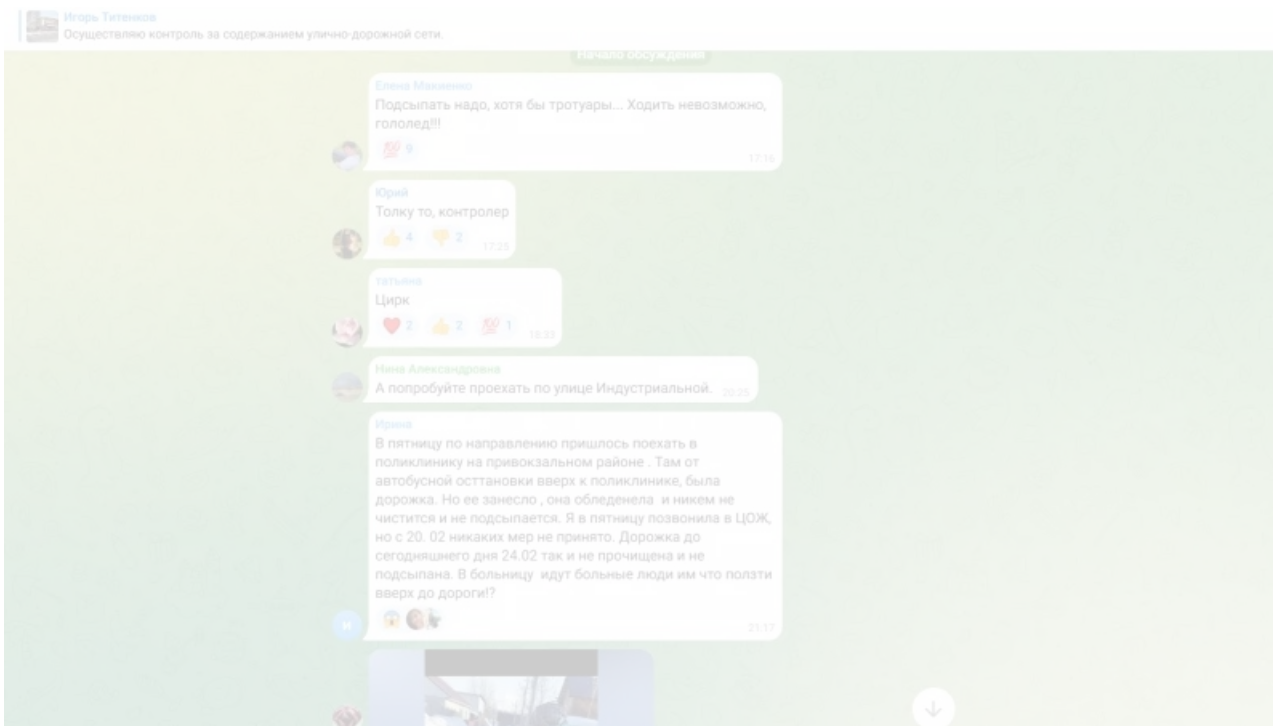 Игорь Титенков
Осуществляю контроль за содержанием улично-дорожной сети.
Начало обсуждения
Елена Макиенко
Подсыпать надо, хотя бы тротуары... Ходить невозможно,
гололед!!!
💯 9
17:16
Юрий
Толку то, контролер
👍 4 👎 2 17:23
татьяна
Цирк
❤ 2 👍 2 💯 1
Нина Александровна
А попробуйте проехать по улице Индустриальной. 20:25
Ирина
В пятницу по направлению пришлось поехать в
поликлинику на привокзальном районе . Там от
автобусной осттановки вверх к поликлинике, была
дорожка. Но ее занесло , она обледенела и никем не
чистится и не подсыпается. Я в пятницу позвонила в ЦОЖ,
но с 20. 02 никаких мер не принято. Дорожка до
сегодняшнего дня 24.02 так и не прочищена и не
подсыпана. В больницу идут больные люди им что ползти
вверх до дороги!?
И
21:17